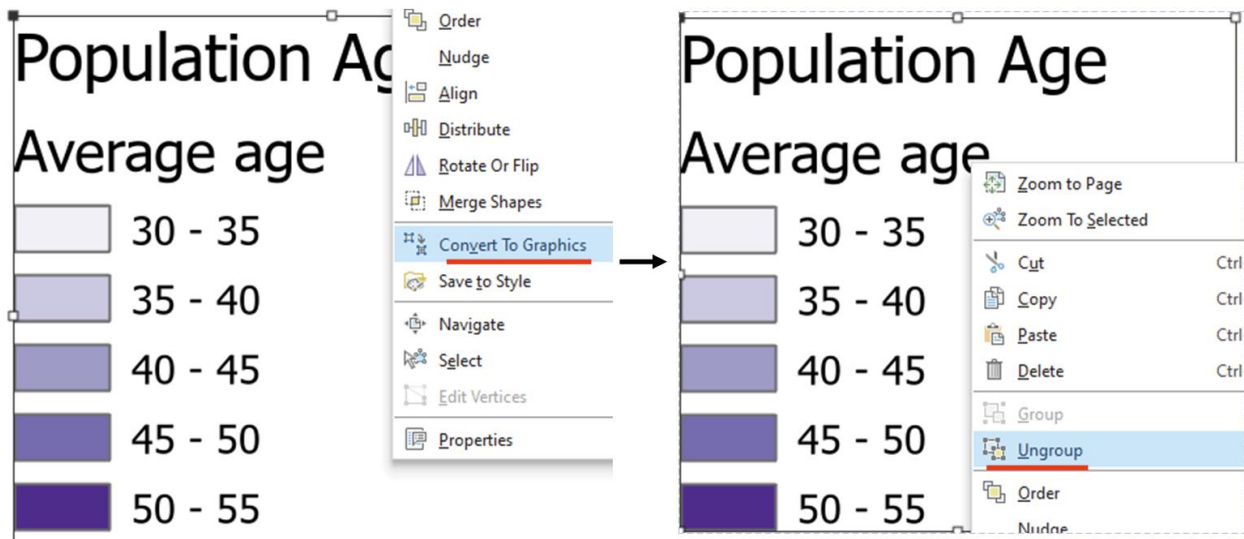 Population Ag
Average age
30 - 35
35 - 40
40 - 45
45 - 50
50 - 55
Order
Nudge
Align
Distribute
Rotate Or Flip
Merge Shapes
Convert To Graphics
Save to Style
Navigate
Select
Edit Vertices
Properties
Population Age
Average age
30 - 35
35 - 40
40 - 45
45 - 50
50 - 55
Zoom to Page
Zoom To Selected
Cut Ctrl
Copy Ctrl
Paste Ctrl
Delete Ctrl
Group
Ungroup
Order
Nudge